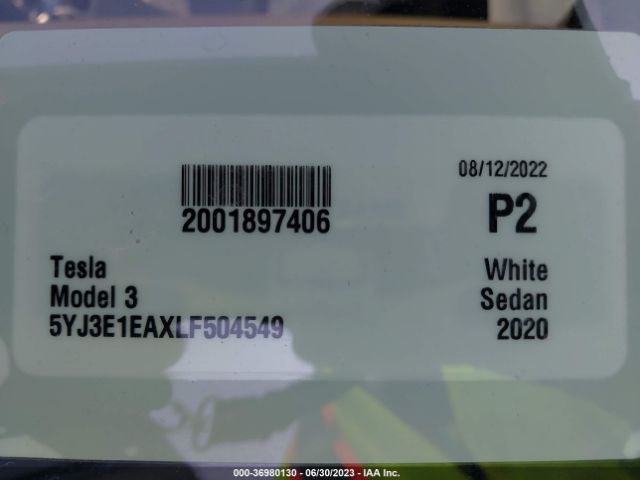 08/12/2022
2001897406
P2
Tesla
White
Model 3
Sedan
5YJ3E1EAXLF504549
2020
000-36980130 - 06/30/2023 - IAA Inc.